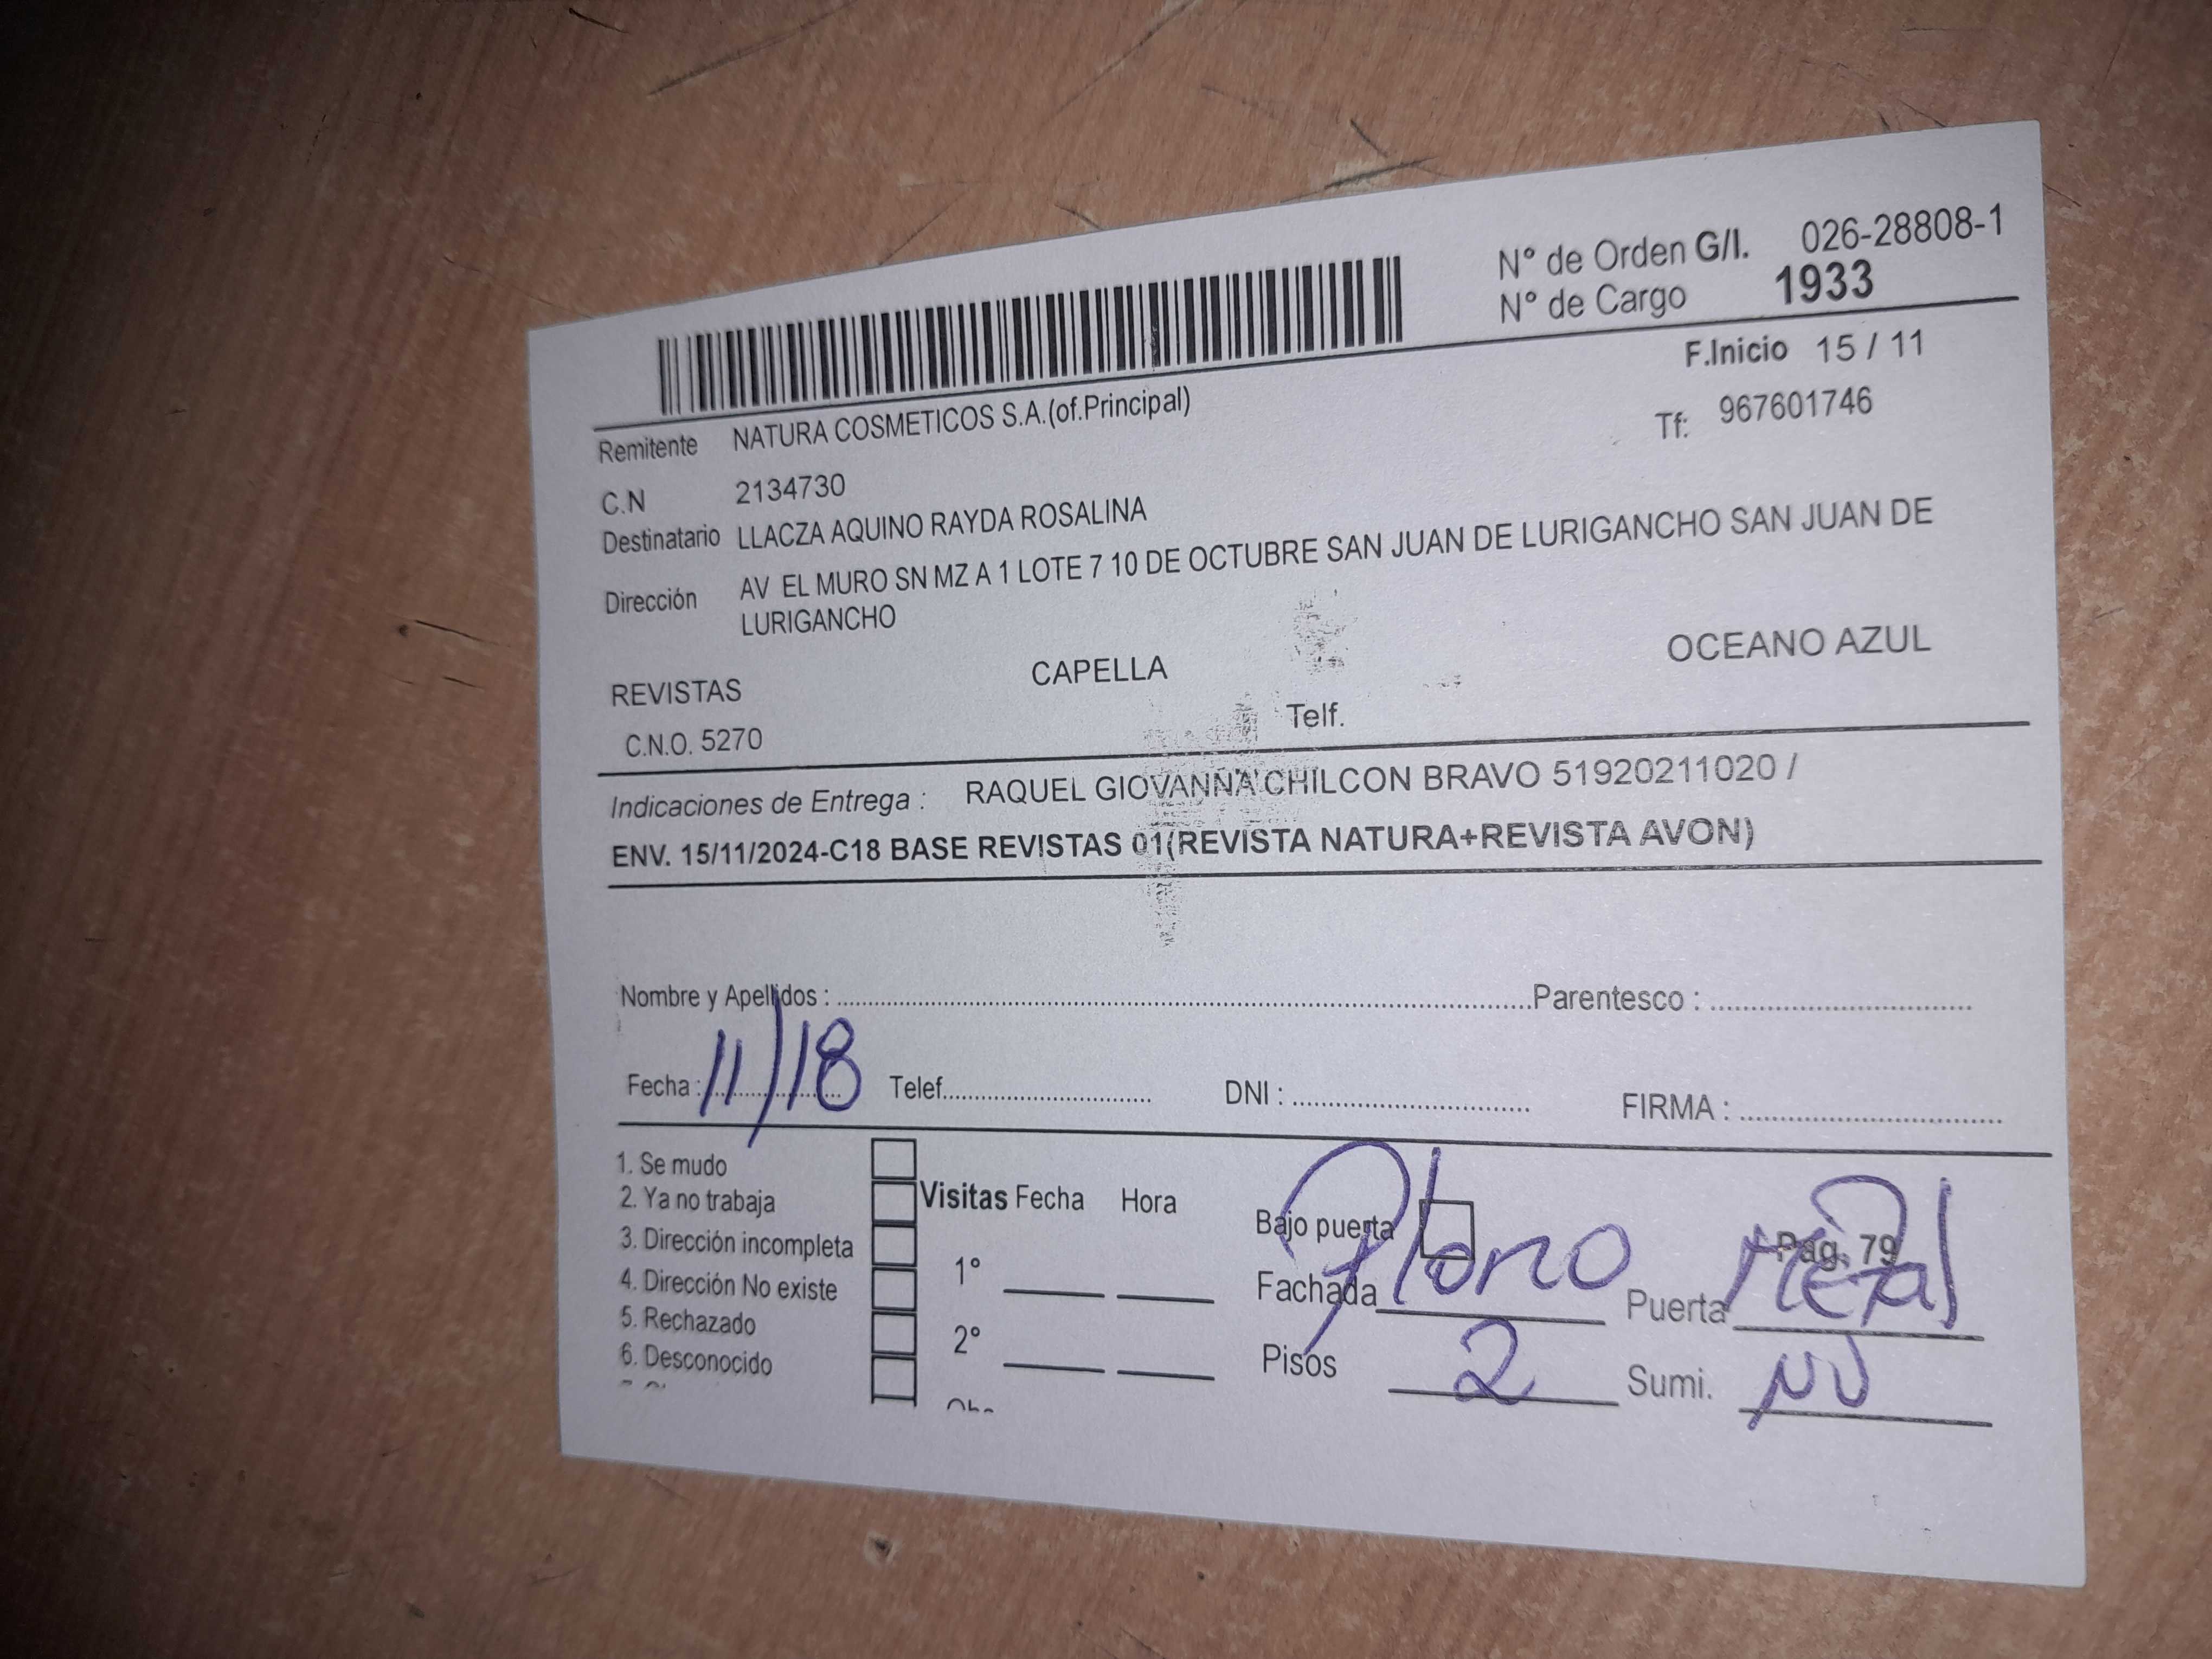 N° de Orden G/I. 026-28808-1
N° de Cargo 1933
F.Inicio 15 / 11
Remitente NATURA COSMETICOS S.A.(of.Principal)
Tf: 967601746
C.N 2134730
Destinatario LLACZA AQUINO RAYDA ROSALINA
Dirección AV EL MURO SN MZ A 1 LOTE 7 10 DE OCTUBRE SAN JUAN DE LURIGANCHO SAN JUAN DE
LURIGANCHO
REVISTAS CAPELLA OCEANO AZUL
C.N.O. 5270 Telf.
Indicaciones de Entrega : RAQUEL GIOVANNA CHILCON BRAVO 51920211020 /
ENV. 15/11/2024-C18 BASE REVISTAS 01(REVISTA NATURA+REVISTA AVON)
Nombre y Apellidos : Parentesco :
Fecha : 11/18 Telef. DNI : FIRMA :
1. Se mudo
2. Ya no trabaja
3. Dirección incompleta
4. Dirección No existe
5. Rechazado
6. Desconocido
Visitas Fecha Hora
1°
2°
Bajo puerta Pag. 79
Fachada Plomo Puerta Metal
Pisos 2 Sumi.